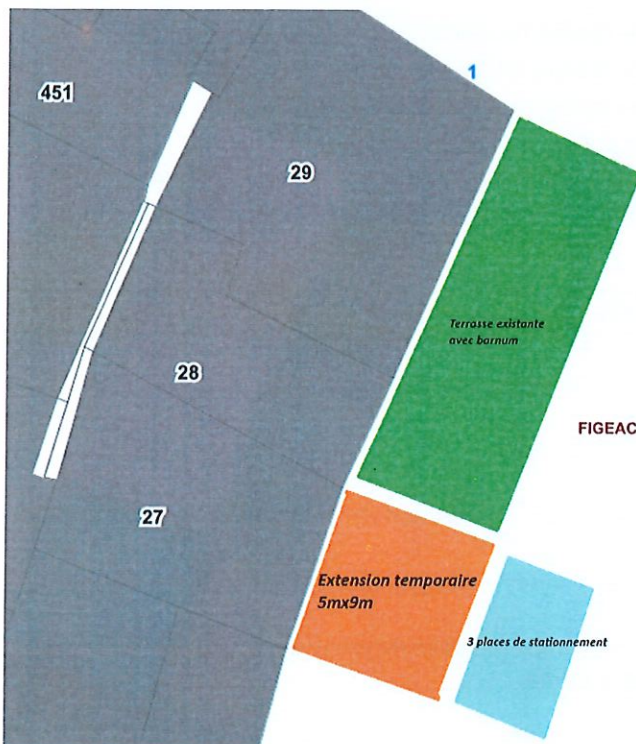 1
451
29
Terrasse existante
avec barnum
28
FIGEAC
27
Extension temporaire
5mx9m
3 places de stationnement